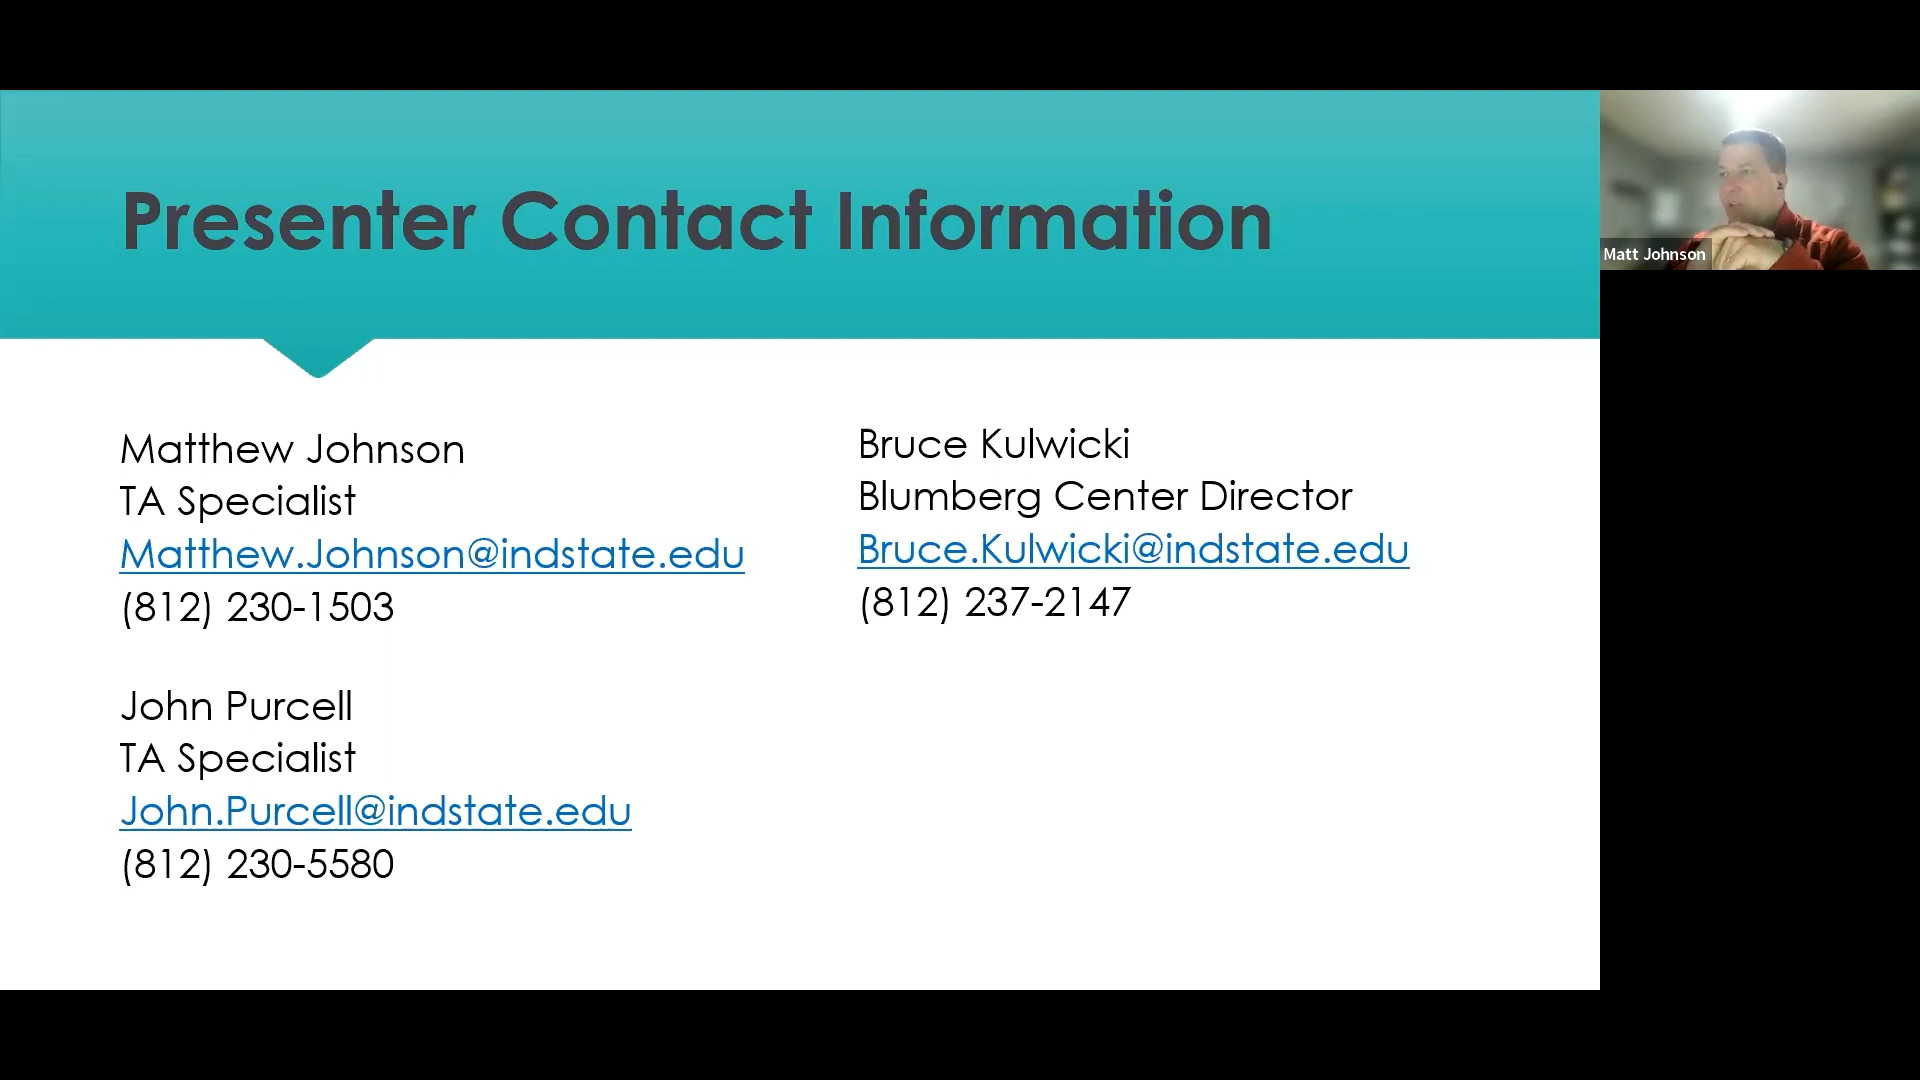 Presenter Contact Information
Matthew Johnson
TA Specialist
Matthew.Johnson@indstate.edu
(812) 230-1503
John Purcell
TA Specialist
John.Purcell@indstate.edu
(812) 230-5580
Bruce Kulwicki
Blumberg Center Director
Bruce.Kulwicki@indstate.edu
(812) 237-2147
Matt Johnson